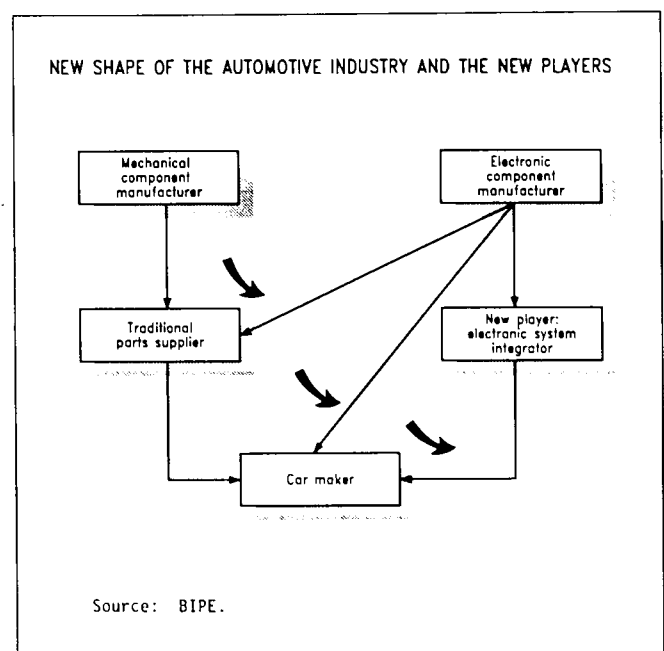 NEW SHAPE OF THE AUTOMOTIVE INDUSTRY AND THE NEW PLAYERS
Mechanical
component
manufacturer
Electronic
component
manufacturer
Traditional
parts supplier
New player:
electronic system
integrator
Car maker
Source: BIPE.